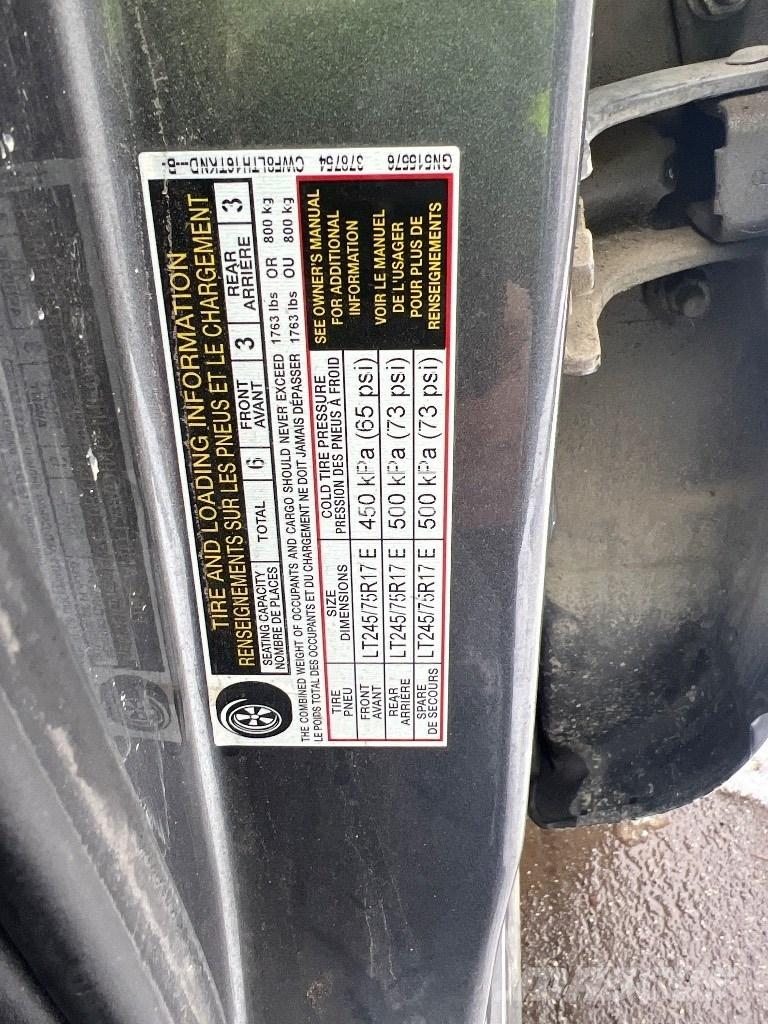 TIRE AND LOADING INFORMATION
RENSEIGNEMENTS SUR LES PNEUS ET LE CHARGEMENT
SEATING CAPACITY
NOMBRE DE PLACES
TOTAL 6
FRONT
AVANT
3
REAR
ARRIÈRE
3
THE COMBINED WEIGHT OF OCCUPANTS AND CARGO SHOULD NEVER EXCEED 1763 lbs OR 800 kg
LE POIDS TOTAL DES OCCUPANTS ET DU CHARGEMENT NE DOIT JAMAIS DÉPASSER 1763 lbs OU 800 kg
TIRE
PNEU
SIZE
DIMENSIONS
COLD TIRE PRESSURE
PRESSION DES PNEUS À FROID
FRONT
AVANT
LT245/75R17 E 450 kPa (65 psi)
REAR
ARRIÈRE
LT245/75R17 E 500 kPa (73 psi)
SPARE
DE SECOURS
LT245/75R17 E 500 kPa (73 psi)
SEE OWNER'S MANUAL
FOR ADDITIONAL
INFORMATION
VOIR LE MANUEL
DE L'USAGER
POUR PLUS DE
RENSEIGNEMENTS
378754